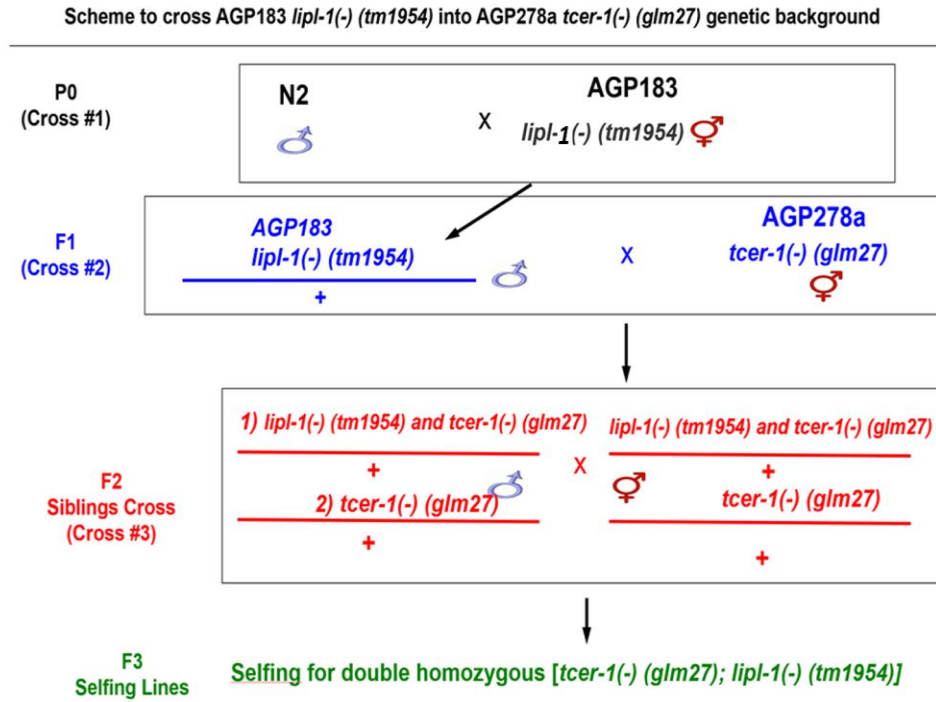 Scheme to cross AGP183 lipl-1(-) (tm1954) into AGP278a tcer-1(-) (glm27) genetic background
P0
(Cross #1)
N2
X
AGP183
lipl-1(-) (tm1954)
F1
(Cross #2)
AGP183
lipl-1(-) (tm1954)
+
X
AGP278a
tcer-1(-) (glm27)
F2
Siblings Cross
(Cross #3)
1) lipl-1(-) (tm1954) and tcer-1(-) (glm27)
+
2) tcer-1(-) (glm27)
+
X
lipl-1(-) (tm1954) and tcer-1(-) (glm27)
+
tcer-1(-) (glm27)
+
F3
Selfing Lines
Selfing for double homozygous [tcer-1(-) (glm27); lipl-1(-) (tm1954)]